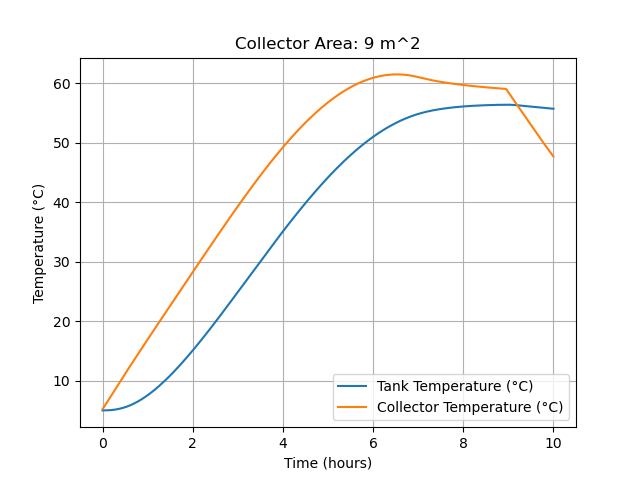 Collector Area: 9 m^2
Temperature (°C)
60
50
40
30
20
10
Tank Temperature (°C)
Collector Temperature (°C)
0 2 4 6 8 10
Time (hours)